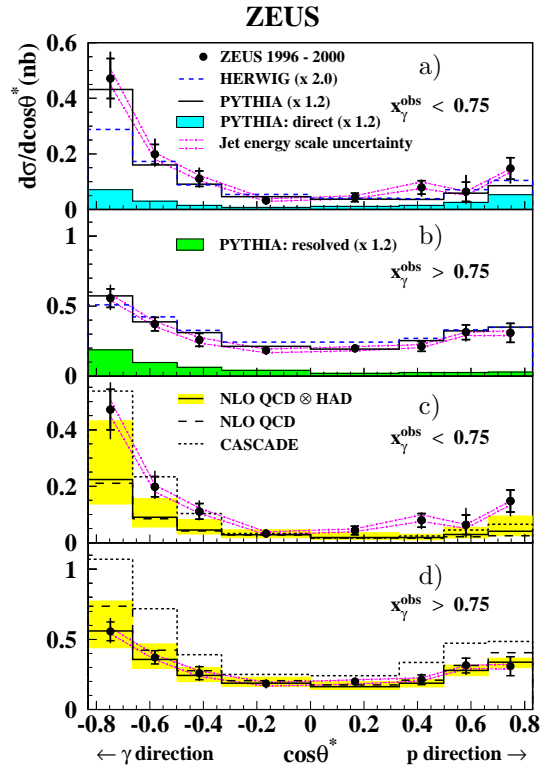 ZEUS
dσ/dcosθ* (nb)
0.6
0.4
0.2
0
ZEUS 1996 - 2000
HERWIG (x 2.0)
PYTHIA (x 1.2)
PYTHIA: direct (x 1.2)
Jet energy scale uncertainty
a)
x_γ^obs < 0.75
1
0.5
0
PYTHIA: resolved (x 1.2)
b)
x_γ^obs > 0.75
0.4
0.2
0
NLO QCD ⊗ HAD
NLO QCD
CASCADE
c)
x_γ^obs < 0.75
1
0.5
0
d)
x_γ^obs > 0.75
-0.8 -0.6 -0.4 -0.2 0 0.2 0.4 0.6 0.8
← γ direction cosθ* p direction →